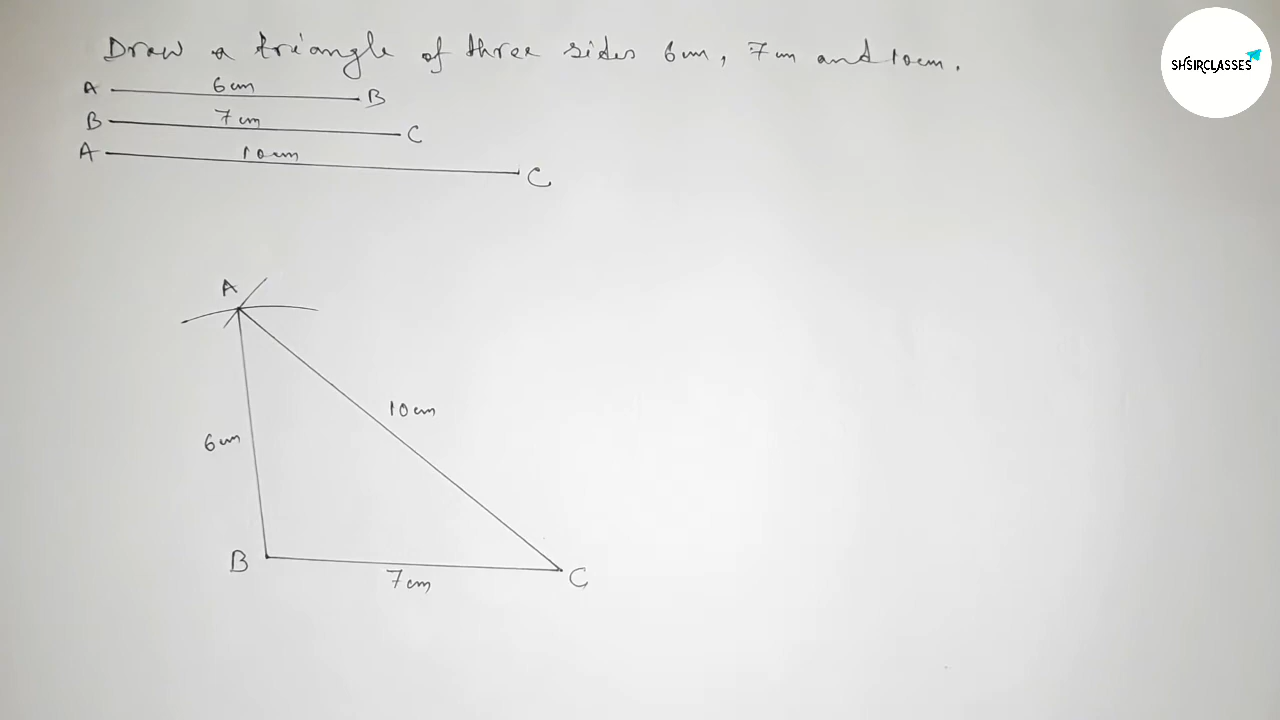 Draw a triangle of three sides 6cm, 7cm and 10cm.
SHSIRCLASSES
A 6cm B
B 7cm C
A 10cm C
A
10cm
6cm
B C
7cm